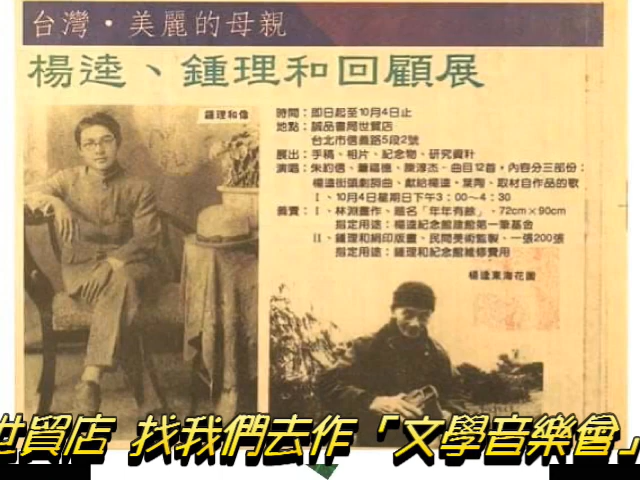 台灣・美麗的母親
楊逵、鍾理和回顧展
鍾理和像
時間：即日起至10月4日止
地點：誠品書局世貿店
台北市信義路5段2號
展出：手稿、相片、紀念物、研究資料
演唱：朱約信、蕭福德、陳淳杰－曲目12首，內容分三部份：
楊逵街頭劇詞曲、獻給楊逵、葉陶、取材自作品的歌
I、10月4日星期日下午3：00～4：30
義賣：I、林淵畫作、題名「年年有餘」、72cm×90cm
指定用途：楊逵紀念館建館第一筆基金
II、鍾理和絹印版畫、民間美術監製、一張200張
指定用途：鍾理和紀念館維修費用
楊逵東海花園
世貿店 找我們去作「文學音樂會」